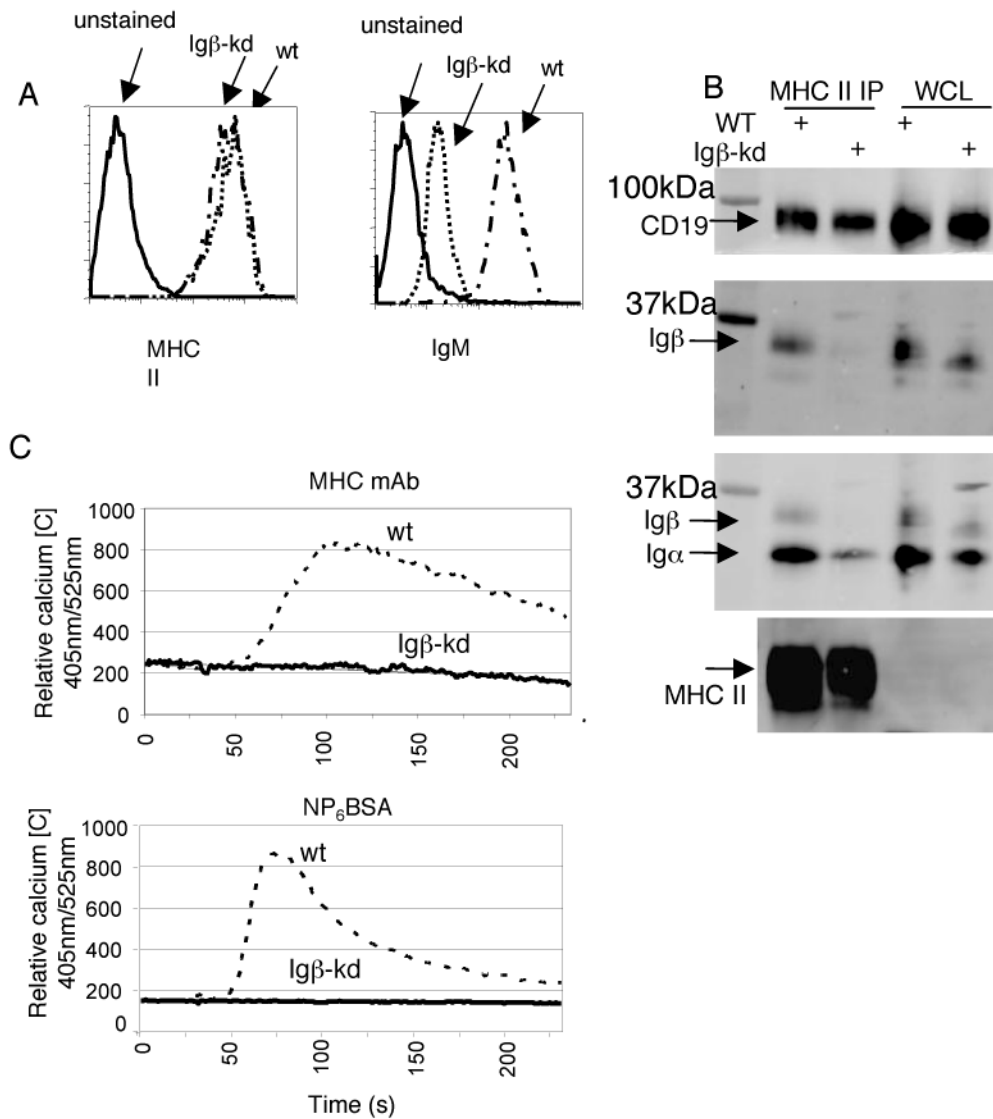 A
unstained
Igβ-kd
wt
MHC
II
unstained
Igβ-kd
wt
IgM
B
MHC II IP WCL
WT + +
Igβ-kd + +
100kDa
CD19
37kDa
Igβ
37kDa
Igβ
Igα
MHC II
C
MHC mAb
Relative calcium [C]
405nm/525nm
1000
800
600
400
200
0
wt
Igβ-kd
0 50 100 150 200
NP₆BSA
Relative calcium [C]
405nm/525nm
1000
800
600
400
200
0
wt
Igβ-kd
0 50 100 150 200
Time (s)